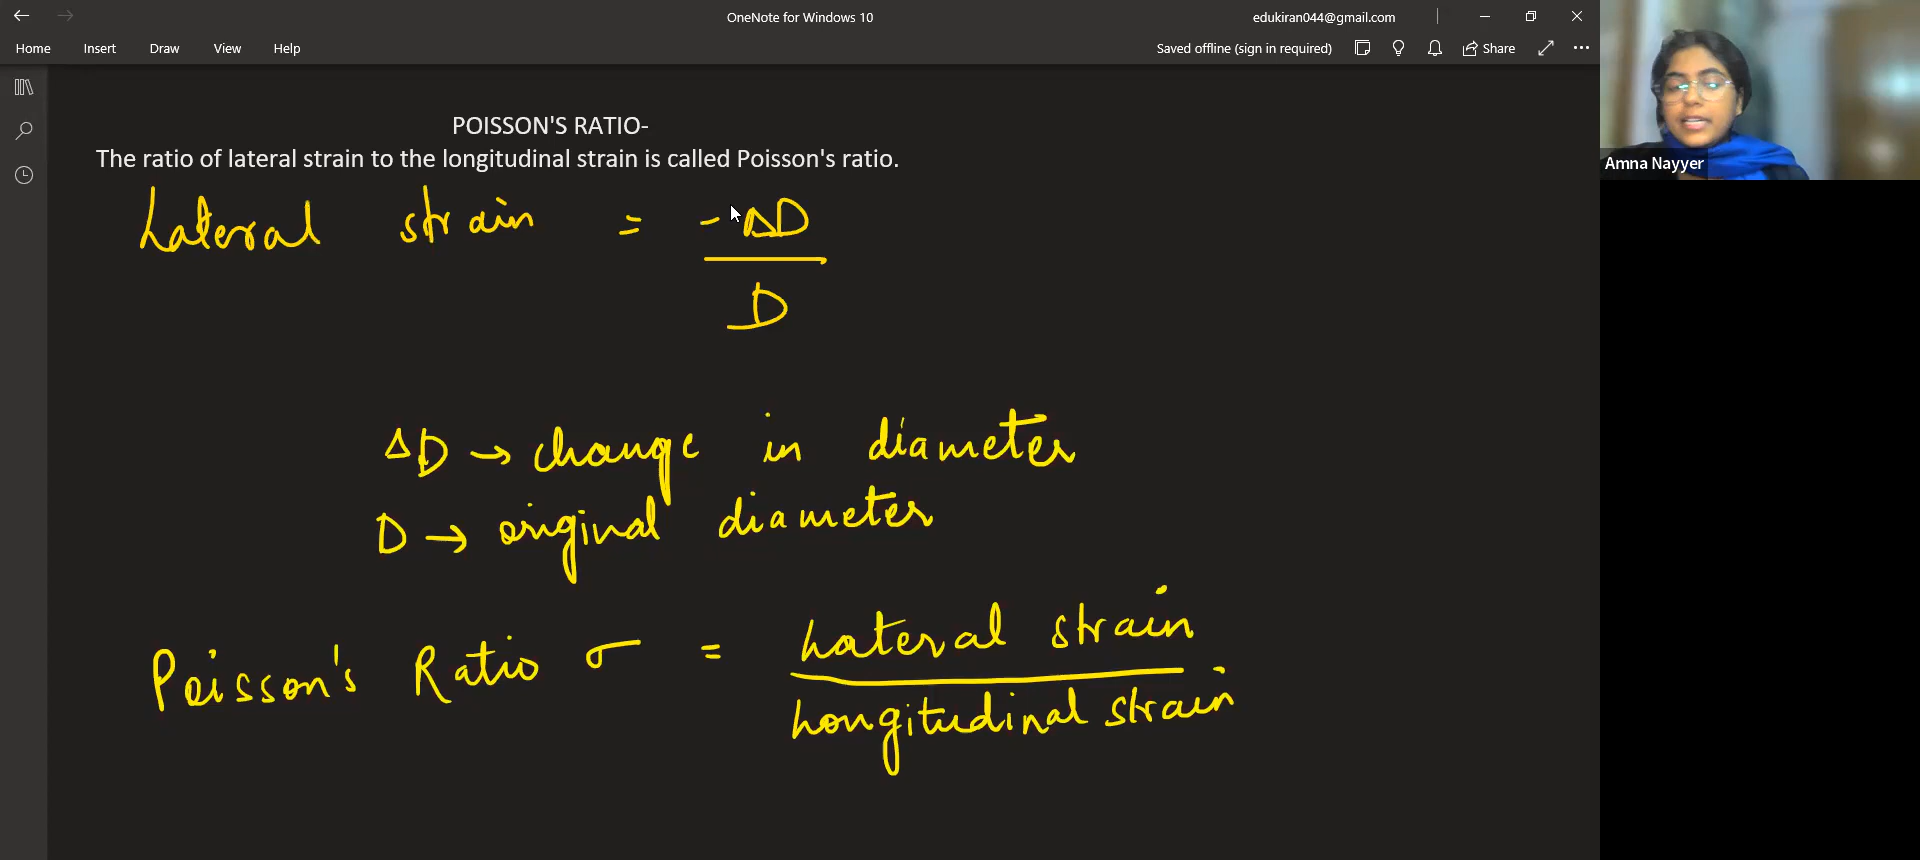 OneNote for Windows 10
edukiran044@gmail.com
Home Insert Draw View Help
Saved offline (sign in required) Share
POISSON'S RATIO-
The ratio of lateral strain to the longitudinal strain is called Poisson's ratio.
Lateral strain = -ΔD
D
ΔD → change in diameter
D → original diameter
Poisson's Ratio σ = Lateral strain
Longitudinal strain
Amna Nayyer